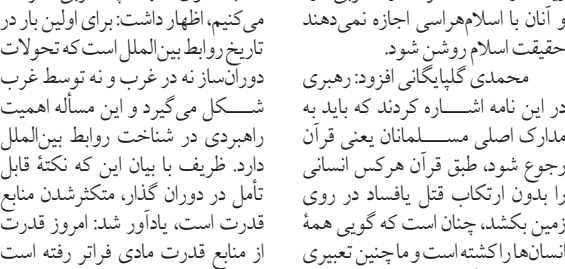 و آنان با اسلام‌هراسی اجازه نمی‌دهند
حقیقت اسلام روشن شود.
محمدی گلپایگانی افزود: رهبری
در این نامه اشاره کردند که باید به
مدارک اصلی مسلمانان یعنی قرآن
رجوع شود، طبق قرآن هرکس انسانی
را بدون ارتکاب قتل یافساد در روی
زمین بکشد، چنان است که گویی همهٔ
انسان‌ها را کشته است و ما چنین تعبیری
می‌کنیم، اظهار داشت: برای اولین بار در
تاریخ روابط بین‌الملل است که تحولات
دوران‌ساز نه در غرب و نه توسط غرب
شکل می‌گیرد و این مسأله اهمیت
راهبردی در شناخت روابط بین‌الملل
دارد. ظریف با بیان این که نکتهٔ قابل
تأمل در دوران گذار، متکثرشدن منابع
قدرت است، یادآور شد: امروز قدرت
از منابع قدرت مادی فراتر رفته است